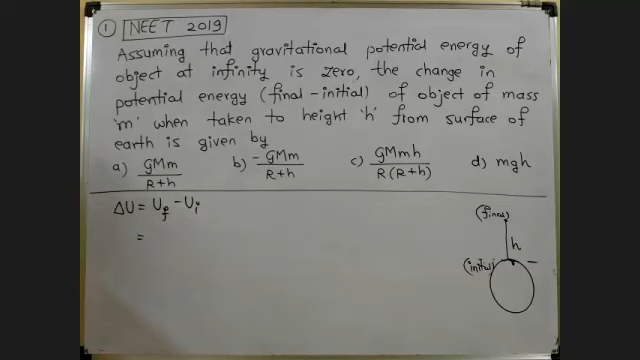 ① NEET 2019
Assuming that gravitational potential energy of
object at infinity is zero, the change in
potential energy (final - initial) of object of mass
'm' when taken to height 'h' from surface of
earth is given by
a) GMm / R+h b) -GMm / R+h c) GMmh / R(R+h) d) mgh
ΔU = U_f - U_i
=
(final)
h
(initial)